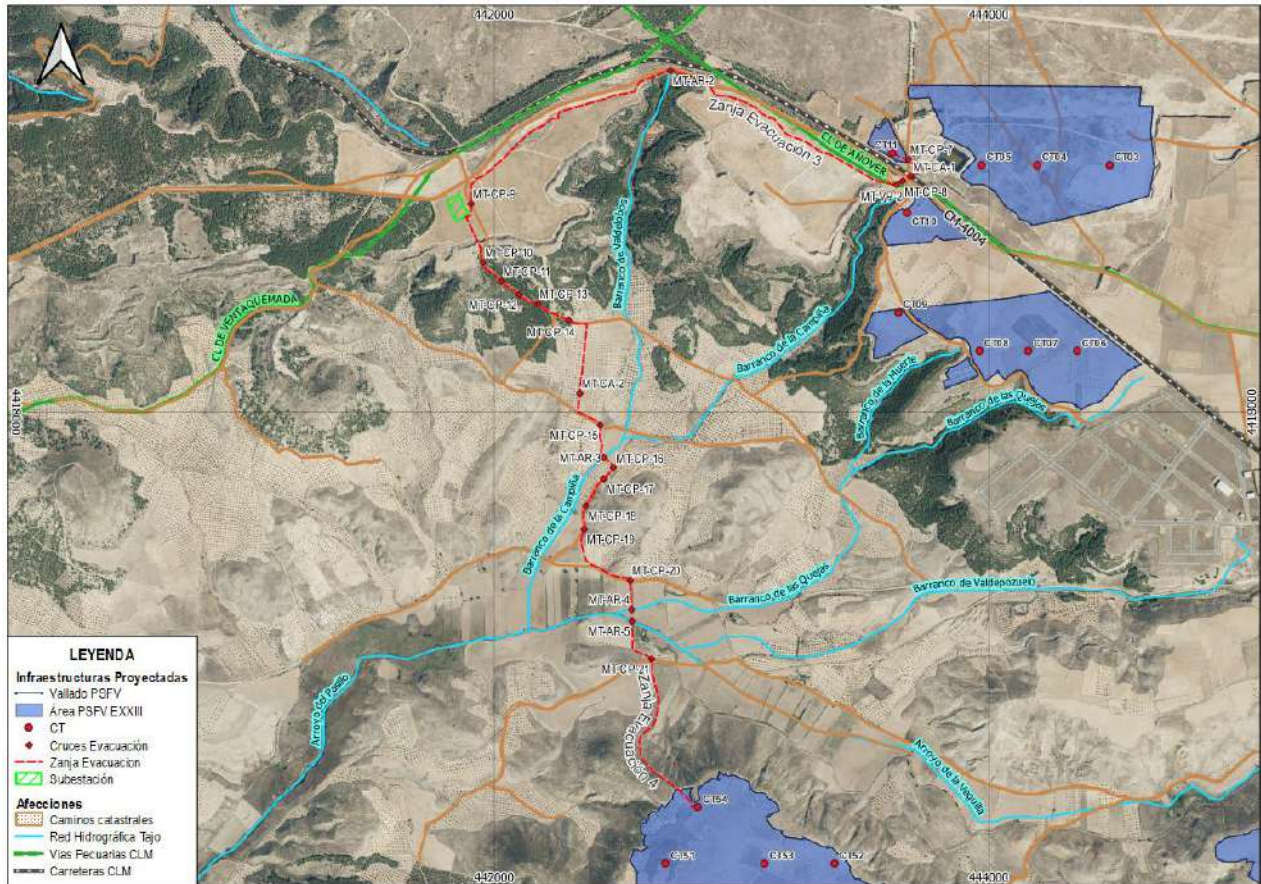 442000
444000
MT-AR-2
Zanja Evacuación 3
CL DE AÑOVER
CT11
MT-CP-7
MT-CA-1
CT05
CT04
CT03
MT-CP-8
CT10
CM-4004
MT-CP-9
Barranco de Valdelobos
MT-CP-10
MT-CP-11
MT-CP-12
MT-CP-13
MT-CP-14
CL DE VENTAQUEMADA
Barranco de la Campiña
CT09
CT08
CT07
CT06
Barranco de la Muerte
Barranco de las Quejas
MT-CA-2
4418000
4418000
MT-CP-15
MT-AR-3
MT-CP-16
MT-CP-17
Barranco de la Campiña
MT-CP-18
MT-CP-19
MT-CP-20
Barranco de las Quejas
Barranco de Valdepozuelo
MT-AR-4
MT-AR-5
MT-CP-21
Zanja Evacuación 4
Arroyo del Pasillo
Arroyo de la Veguilla
CT54
CT51
CT53
CT52
442000
444000
LEYENDA
Infraestructuras Proyectadas
Vallado PSFV
Área PSFV EXXIII
CT
Cruces Evacuación
Zanja Evacuacion
Subestación
Afecciones
Caminos catastrales
Red Hidrográfica Tajo
Vias Pecuarias CLM
Carreteras CLM